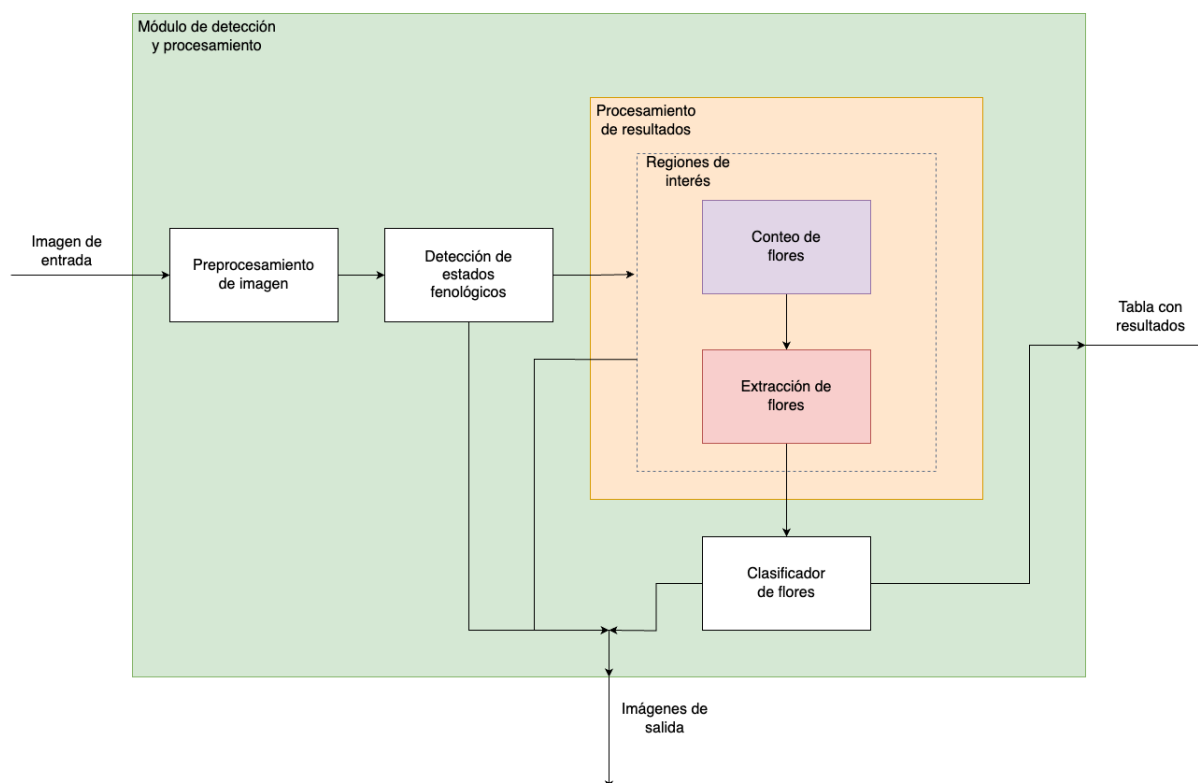 Módulo de detección
y procesamiento
Procesamiento
de resultados
Regiones de
interés
Imagen de
entrada
Preprocesamiento
de imagen
Detección de
estados
fenológicos
Conteo de
flores
Extracción de
flores
Tabla con
resultados
Clasificador
de flores
Imágenes de
salida